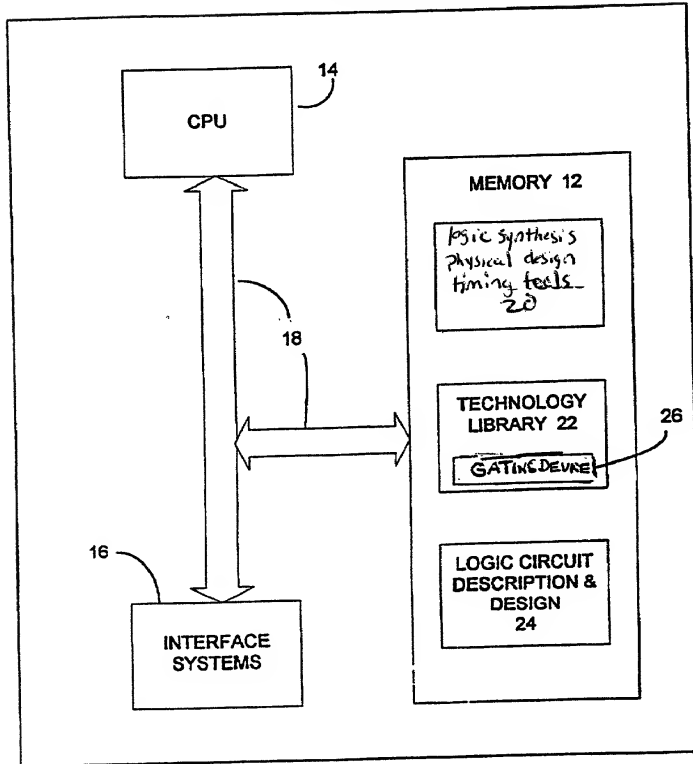 14
CPU
MEMORY 12
logic synthesis
physical design
timing tools
20
18
TECHNOLOGY
LIBRARY 22
26
GATING DEVICE
16
LOGIC CIRCUIT
DESCRIPTION &
DESIGN
24
INTERFACE
SYSTEMS